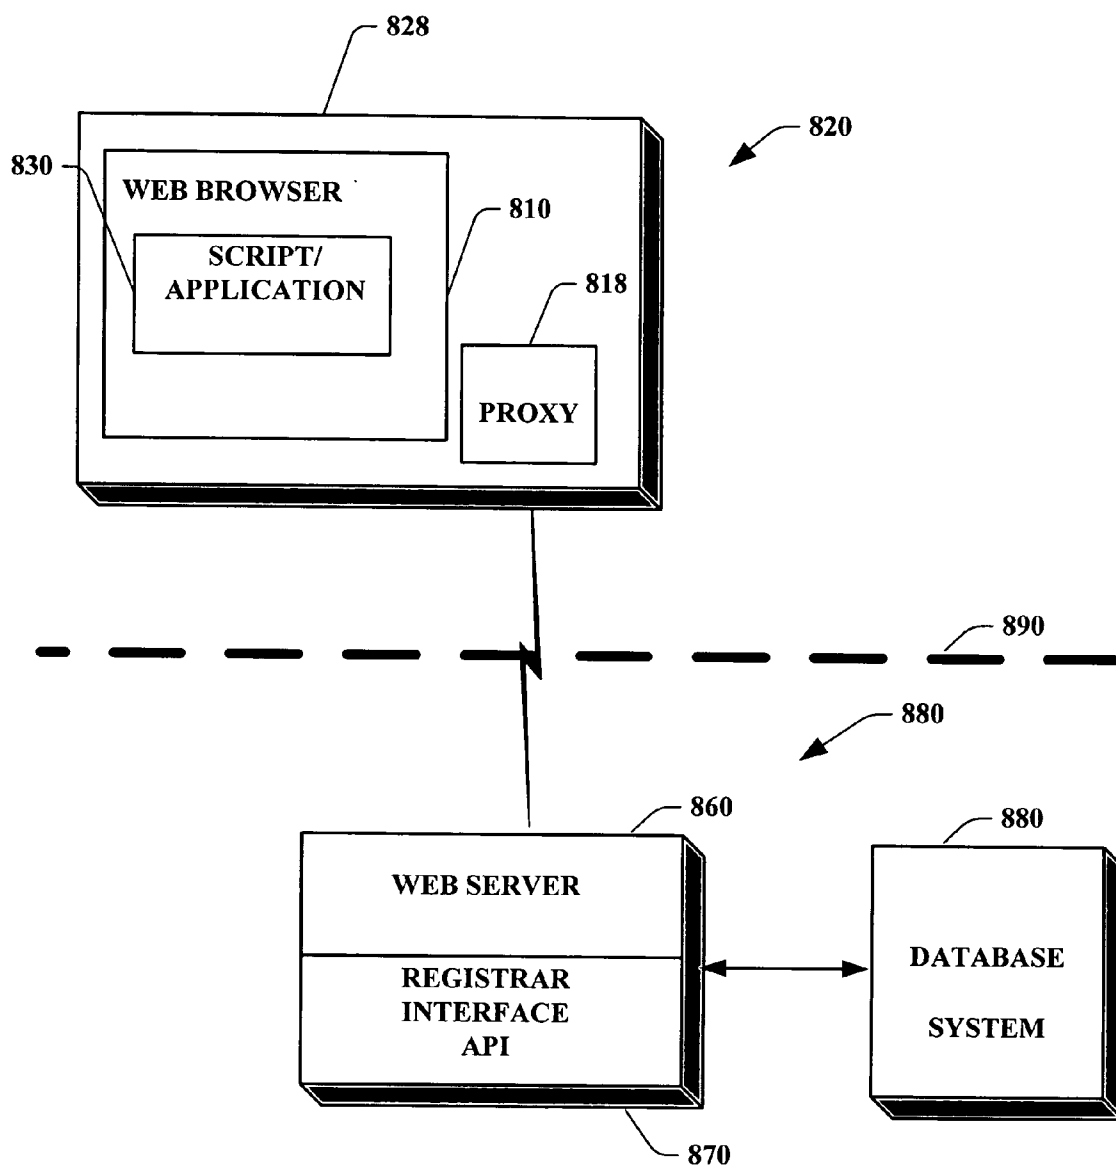 828
820
830
WEB BROWSER
810
SCRIPT/
APPLICATION
818
PROXY
890
880
860
880
WEB SERVER
DATABASE
SYSTEM
REGISTRAR
INTERFACE
API
870